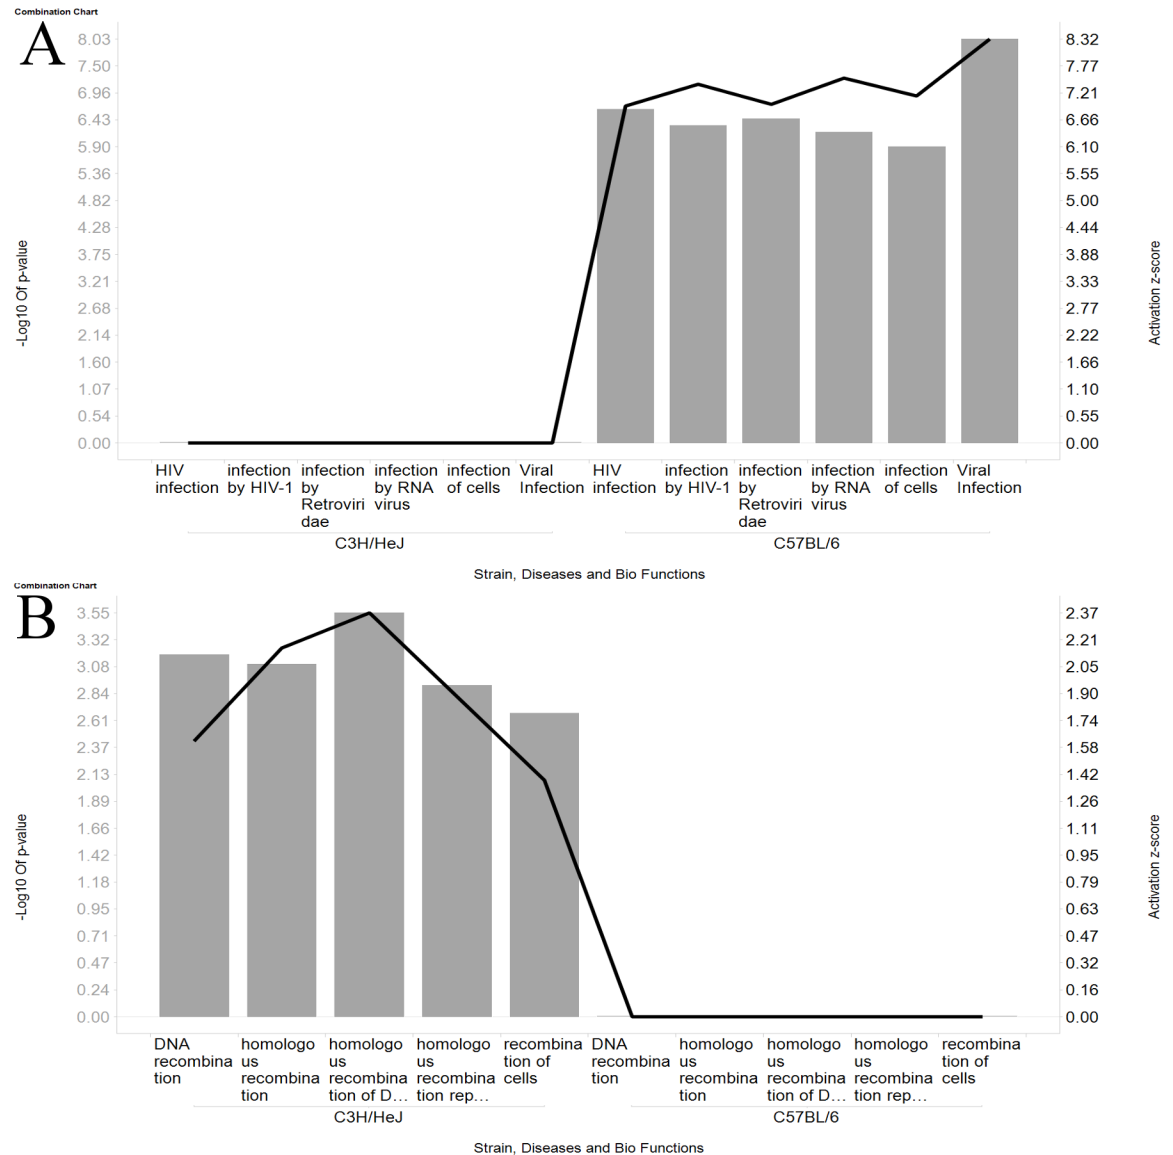 Combination Chart
A
8.03
7.50
6.96
6.43
5.90
5.36
4.82
4.28
3.75
3.21
2.68
2.14
1.60
1.07
0.54
0.00
-Log10 Of p-value
8.32
7.77
7.21
6.66
6.10
5.55
5.00
4.44
3.88
3.33
2.77
2.22
1.66
1.10
0.55
0.00
Activation z-score
HIV
infection
infection
by HIV-1
infection
by
Retroviri
dae
infection
by RNA
virus
infection
of cells
Viral
Infection
HIV
infection
infection
by HIV-1
infection
by
Retroviri
dae
infection
by RNA
virus
infection
of cells
Viral
Infection
C3H/HeJ
C57BL/6
Strain, Diseases and Bio Functions
Combination Chart
B
3.55
3.32
3.08
2.84
2.61
2.37
2.13
1.89
1.66
1.42
1.18
0.95
0.71
0.47
0.24
0.00
-Log10 Of p-value
2.37
2.21
2.05
1.90
1.74
1.58
1.42
1.26
1.11
0.95
0.79
0.63
0.47
0.32
0.16
0.00
Activation z-score
DNA
recombina
tion
homologo
us
recombina
tion
homologo
us
recombina
tion of D...
homologo
us
recombina
tion rep...
recombina
tion of
cells
DNA
recombina
tion
homologo
us
recombina
tion
homologo
us
recombina
tion of D...
homologo
us
recombina
tion rep...
recombina
tion of
cells
C3H/HeJ
C57BL/6
Strain, Diseases and Bio Functions